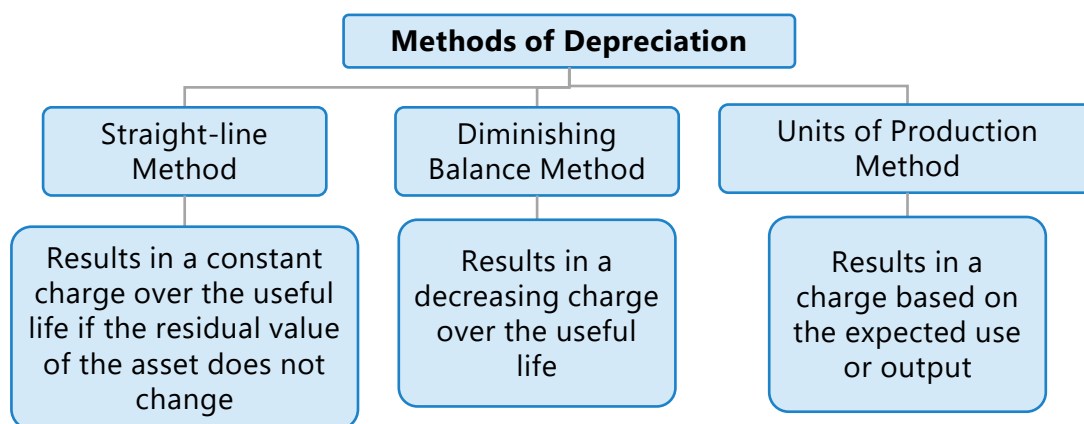 Methods of Depreciation
Straight-line
Method
Diminishing
Balance Method
Units of Production
Method
Results in a constant
charge over the useful
life if the residual value
of the asset does not
change
Results in a
decreasing charge
over the useful
life
Results in a
charge based on
the expected use
or output